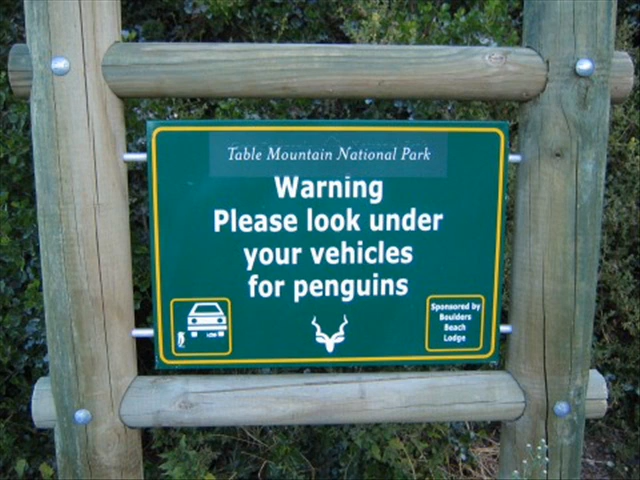 Table Mountain National Park
Warning
Please look under
your vehicles
for penguins
Sponsored by
Boulders
Beach
Lodge